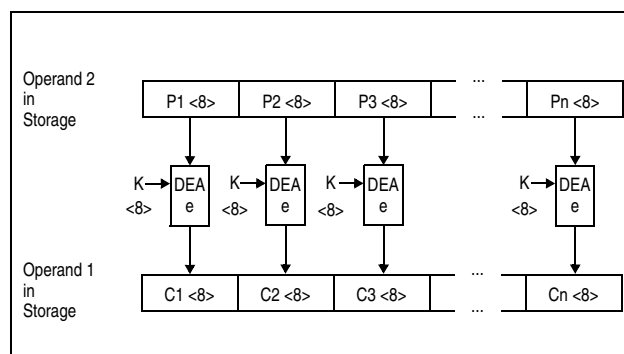 Operand 2
in
Storage
P1 <8> P2 <8> P3 <8> ... Pn <8>
...
K DEA K DEA K DEA K DEA
<8> e <8> e <8> e <8> e
Operand 1
in
Storage
...
C1 <8> C2 <8> C3 <8> Cn <8>
...